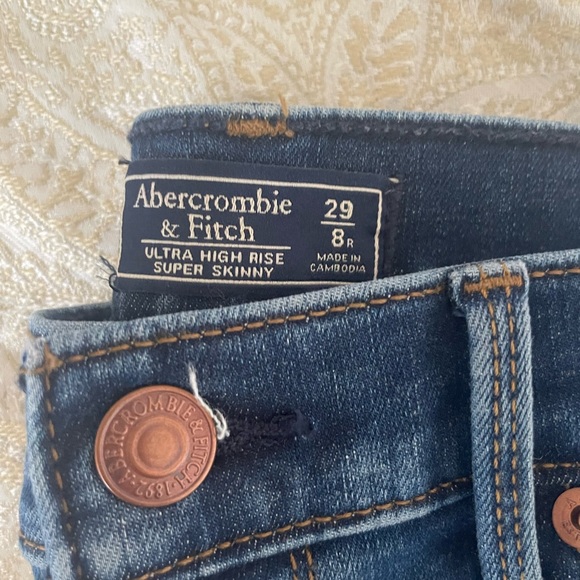 Abercrombie
& Fitch
ULTRA HIGH RISE
SUPER SKINNY
29
8R
MADE IN
CAMBODIA
ABERCROMBIE & FITCH
·1892·